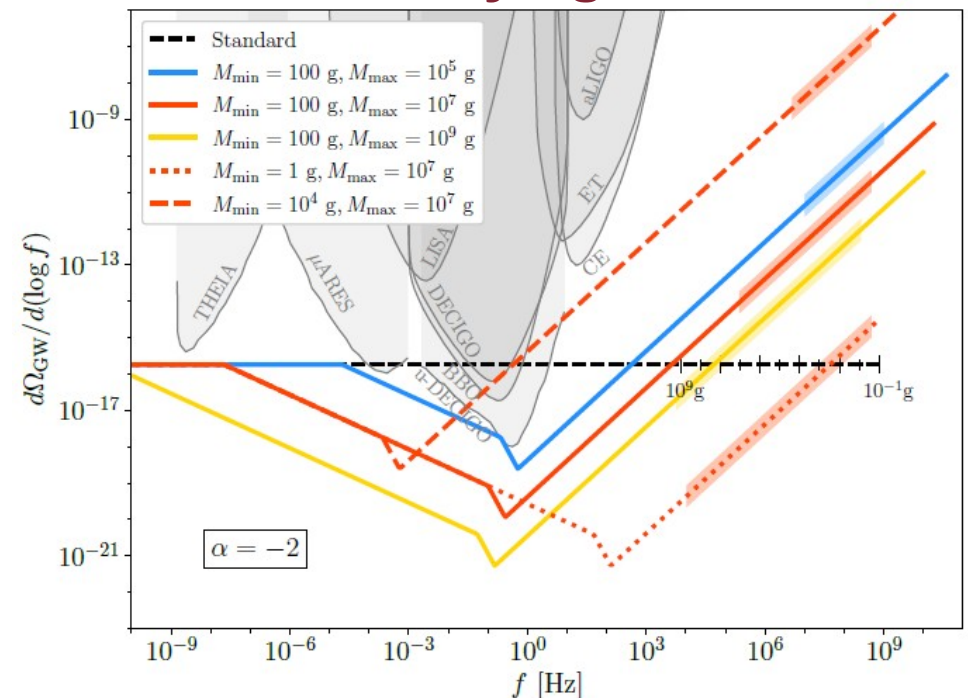 Standard
M_min = 100 g, M_max = 10^5 g
M_min = 100 g, M_max = 10^7 g
M_min = 100 g, M_max = 10^9 g
M_min = 1 g, M_max = 10^7 g
M_min = 10^4 g, M_max = 10^7 g
aLIGO
ET
CE
LISA
THEIA
μARES
DECIGO
BBO
u-DECIGO
10^9g
10^-1g
α = −2
dΩ_GW/d(log f)
10^-9
10^-13
10^-17
10^-21
10^-9
10^-6
10^-3
10^0
10^3
10^6
10^9
f [Hz]